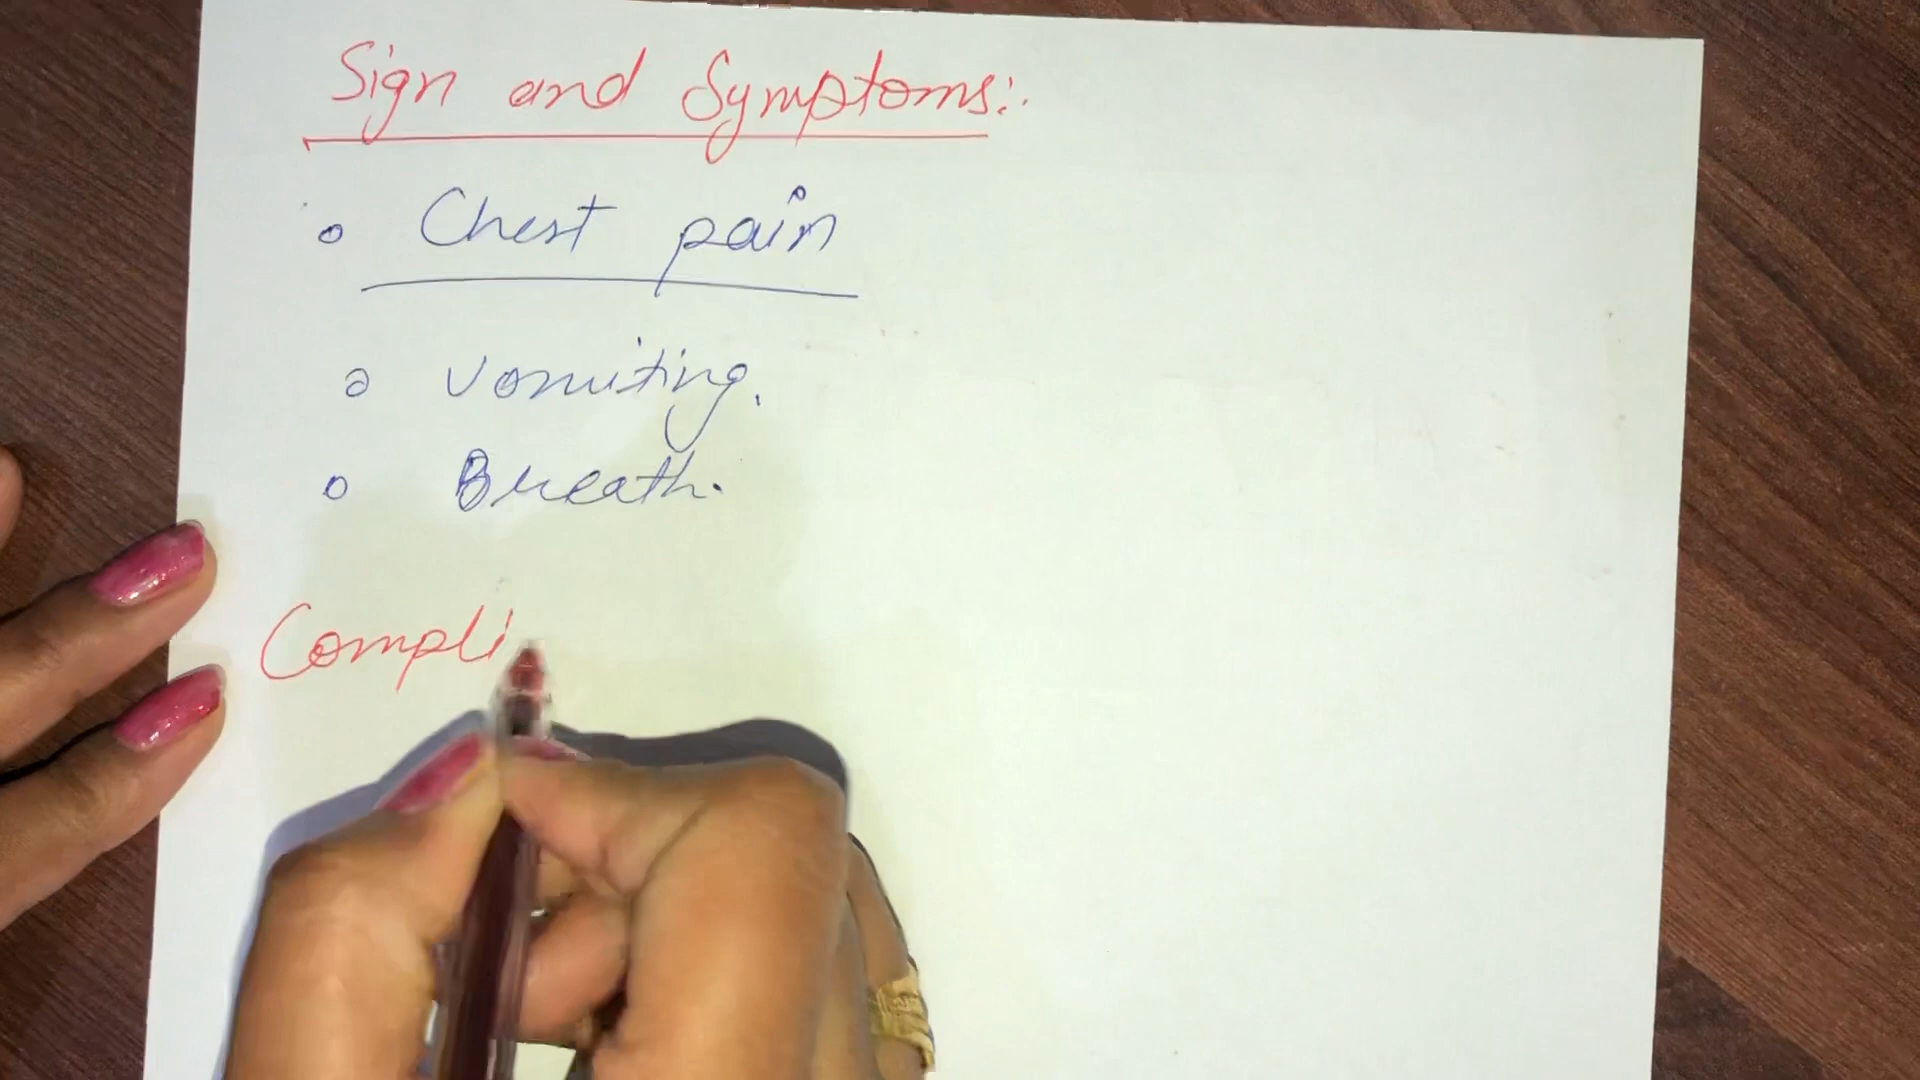 Sign and Symptoms:.
o Chest pain
o Vomiting.
o Breath.
Compli